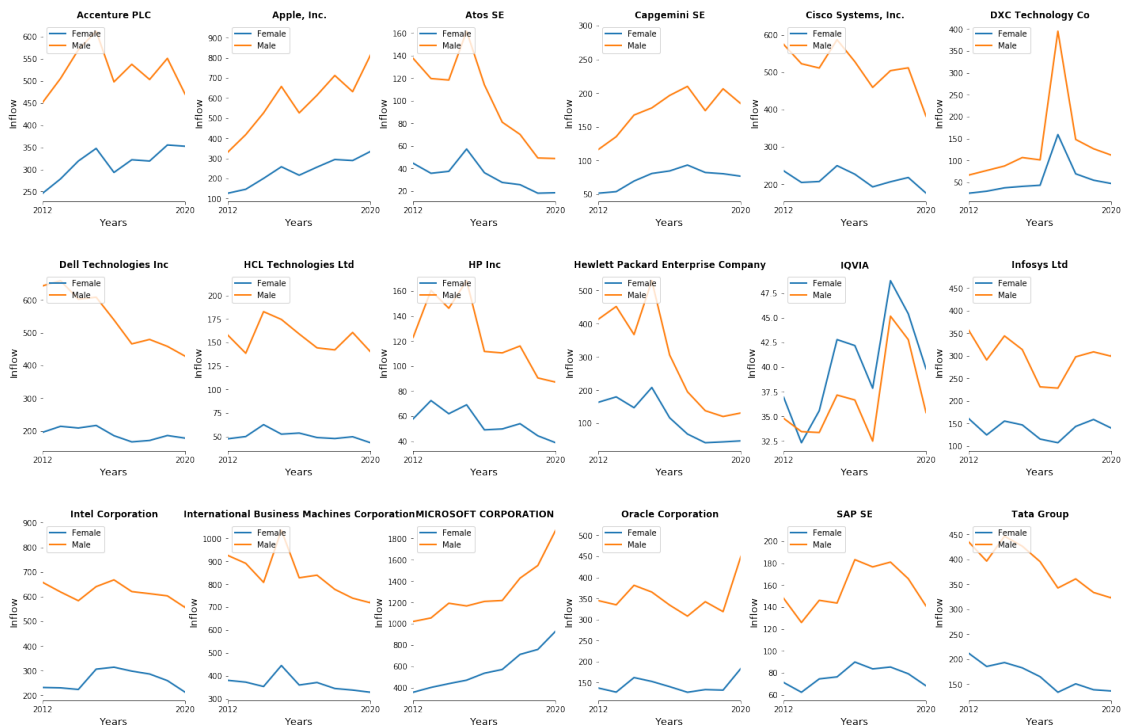 Accenture PLC
Female
Male
Inflow
600
550
500
450
400
350
300
250
2012
2020
Years
Apple, Inc.
Female
Male
Inflow
900
800
700
600
500
400
300
200
100
2012
2020
Years
Atos SE
Female
Male
Inflow
160
140
120
100
80
60
40
20
2012
2020
Years
Capgemini SE
Female
Male
Inflow
300
250
200
150
100
50
2012
2020
Years
Cisco Systems, Inc.
Female
Male
Inflow
600
500
400
300
200
2012
2020
Years
DXC Technology Co
Female
Male
Inflow
400
350
300
250
200
150
100
50
2012
2020
Years
Dell Technologies Inc
Female
Male
Inflow
600
500
400
300
200
2012
2020
Years
HCL Technologies Ltd
Female
Male
Inflow
200
175
150
125
100
75
50
2012
2020
Years
HP Inc
Female
Male
Inflow
160
140
120
100
80
60
40
2012
2020
Years
Hewlett Packard Enterprise Company
Female
Male
Inflow
500
400
300
200
100
2012
2020
Years
IQVIA
Female
Male
Inflow
47.5
45.0
42.5
40.0
37.5
35.0
32.5
2012
2020
Years
Infosys Ltd
Female
Male
Inflow
450
400
350
300
250
200
150
100
2012
2020
Years
Intel Corporation
Female
Male
Inflow
900
800
700
600
500
400
300
200
2012
2020
Years
International Business Machines Corporation
Female
Male
Inflow
1000
900
800
700
600
500
400
300
2012
2020
Years
MICROSOFT CORPORATION
Female
Male
Inflow
1800
1600
1400
1200
1000
800
600
400
2012
2020
Years
Oracle Corporation
Female
Male
Inflow
500
450
400
350
300
250
200
150
2012
2020
Years
SAP SE
Female
Male
Inflow
200
180
160
140
120
100
80
60
2012
2020
Years
Tata Group
Female
Male
Inflow
450
400
350
300
250
200
150
2012
2020
Years